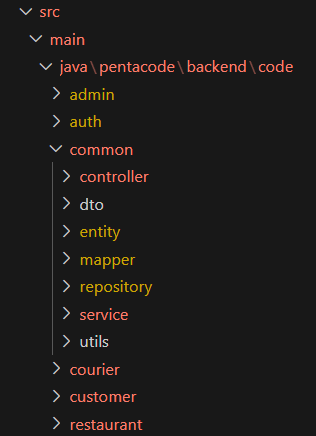 src
main
java\pentacode\backend\code
admin
auth
common
controller
dto
entity
mapper
repository
service
utils
courier
customer
restaurant